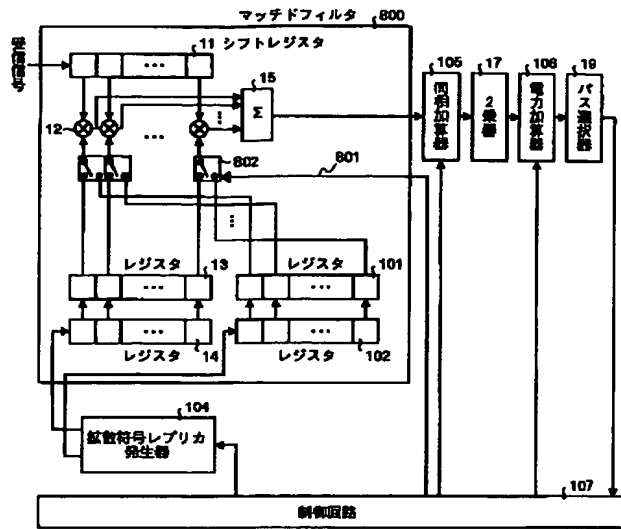 マッチドフィルタ 800
受信信号
11 シフトレジスタ
12
15
Σ
802
801
105
同相加算器
17
2乗器
106
電力加算器
19
パス選択器
レジスタ 13
レジスタ 101
レジスタ 14
レジスタ 102
104
拡散符号レプリカ
発生器
107
制御回路